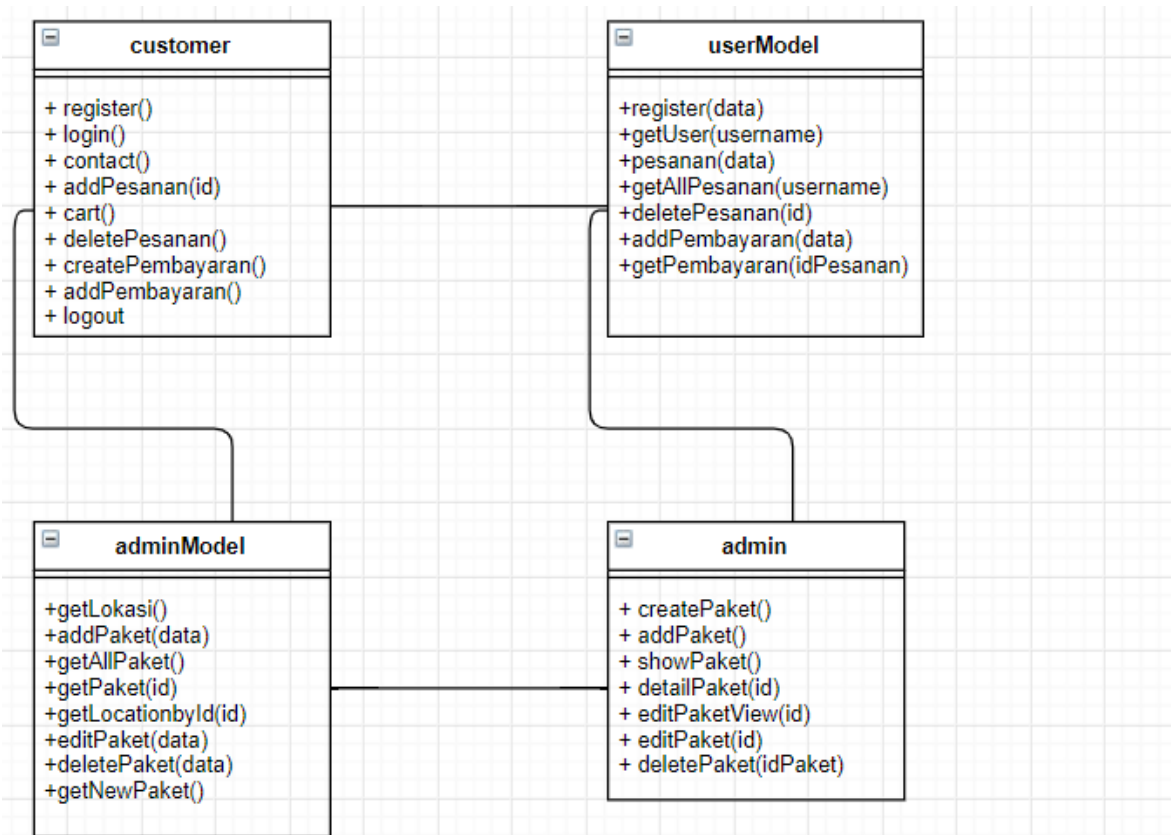 customer
+ register()
+ login()
+ contact()
+ addPesanan(id)
+ cart()
+ deletePesanan()
+ createPembayaran()
+ addPembayaran()
+ logout
userModel
+register(data)
+getUser(username)
+pesanan(data)
+getAllPesanan(username)
+deletePesanan(id)
+addPembayaran(data)
+getPembayaran(idPesanan)
adminModel
+getLokasi()
+addPaket(data)
+getAllPaket()
+getPaket(id)
+getLocationbyId(id)
+editPaket(data)
+deletePaket(data)
+getNewPaket()
admin
+ createPaket()
+ addPaket()
+ showPaket()
+ detailPaket(id)
+ editPaketView(id)
+ editPaket(id)
+ deletePaket(idPaket)